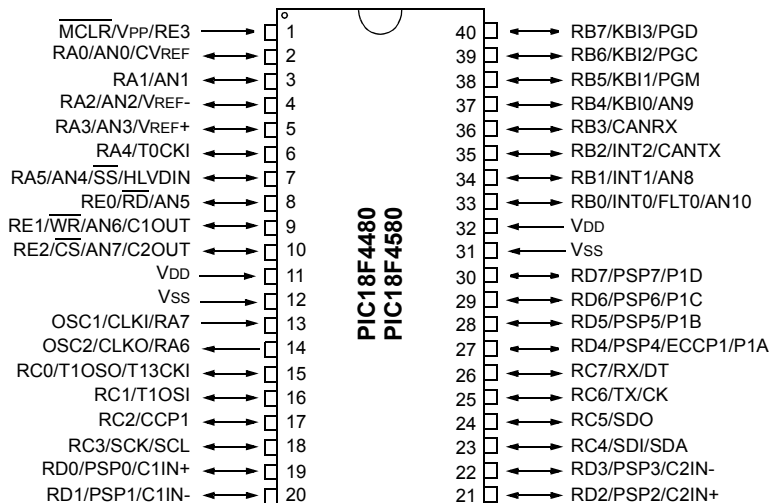 MCLR/VPP/RE3 1 40 RB7/KBI3/PGD
RA0/AN0/CVREF 2 39 RB6/KBI2/PGC
RA1/AN1 3 38 RB5/KBI1/PGM
RA2/AN2/VREF- 4 37 RB4/KBI0/AN9
RA3/AN3/VREF+ 5 36 RB3/CANRX
RA4/T0CKI 6 35 RB2/INT2/CANTX
RA5/AN4/SS/HLVDIN 7 34 RB1/INT1/AN8
RE0/RD/AN5 8 33 RB0/INT0/FLT0/AN10
RE1/WR/AN6/C1OUT 9 32 VDD
RE2/CS/AN7/C2OUT 10 31 VSS
VDD 11 30 RD7/PSP7/P1D
VSS 12 29 RD6/PSP6/P1C
OSC1/CLKI/RA7 13 28 RD5/PSP5/P1B
OSC2/CLKO/RA6 14 27 RD4/PSP4/ECCP1/P1A
RC0/T1OSO/T13CKI 15 26 RC7/RX/DT
RC1/T1OSI 16 25 RC6/TX/CK
RC2/CCP1 17 24 RC5/SDO
RC3/SCK/SCL 18 23 RC4/SDI/SDA
RD0/PSP0/C1IN+ 19 22 RD3/PSP3/C2IN-
RD1/PSP1/C1IN- 20 21 RD2/PSP2/C2IN+
PIC18F4480
PIC18F4580